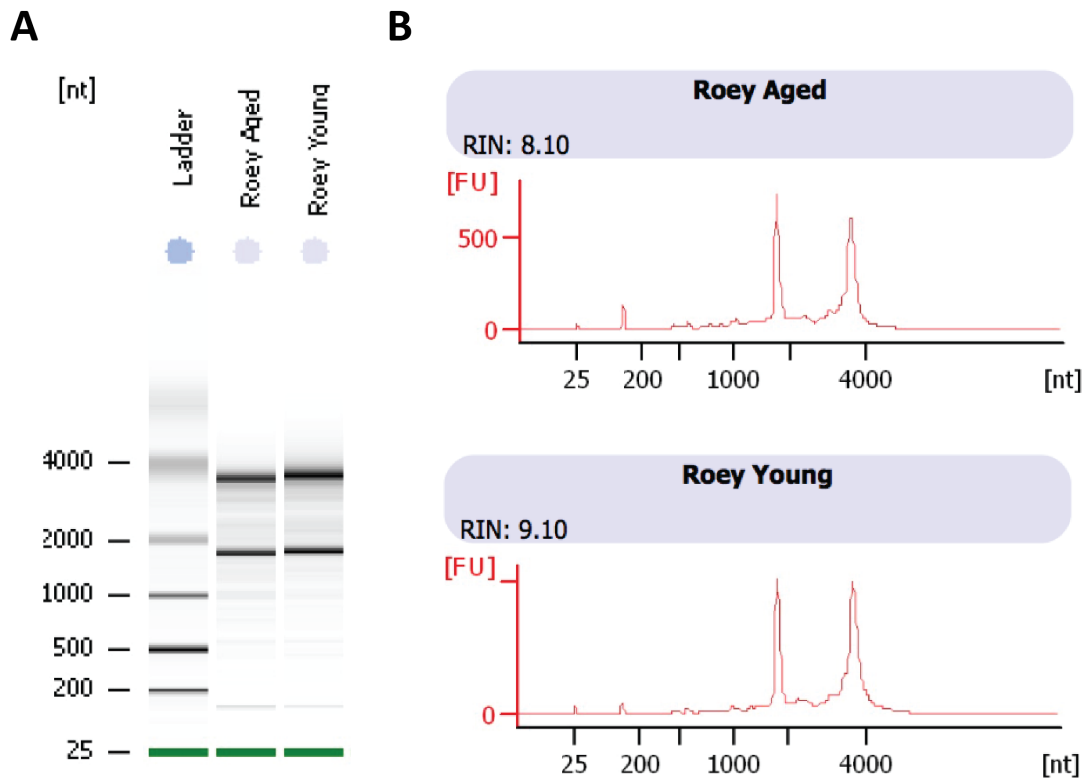 A
B
[nt]
Ladder
Roey Aged
Roey Young
4000
2000
1000
500
200
25
Roey Aged
RIN: 8.10
[FU]
500
0
25 200 1000 4000 [nt]
Roey Young
RIN: 9.10
[FU]
0
25 200 1000 4000 [nt]